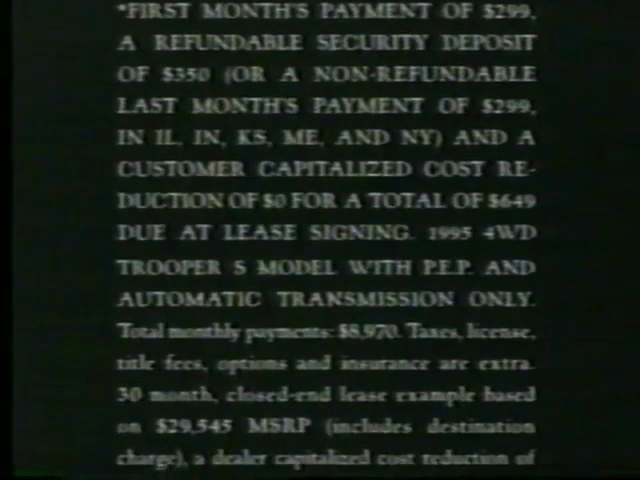 *FIRST MONTH'S PAYMENT OF $299,
A REFUNDABLE SECURITY DEPOSIT
OF $350 (OR A NON-REFUNDABLE
LAST MONTH'S PAYMENT OF $299,
IN IL, IN, KS, ME, AND NY) AND A
CUSTOMER CAPITALIZED COST RE-
DUCTION OF $0 FOR A TOTAL OF $649
DUE AT LEASE SIGNING. 1995 4WD
TROOPER S MODEL WITH P.E.P. AND
AUTOMATIC TRANSMISSION ONLY.
Total monthly payments: $8,970. Taxes, license,
title fees, options and insurance are extra.
30 month, closed-end lease example based
on $29,545 MSRP (includes destination
charge), a dealer capitalized cost reduction of